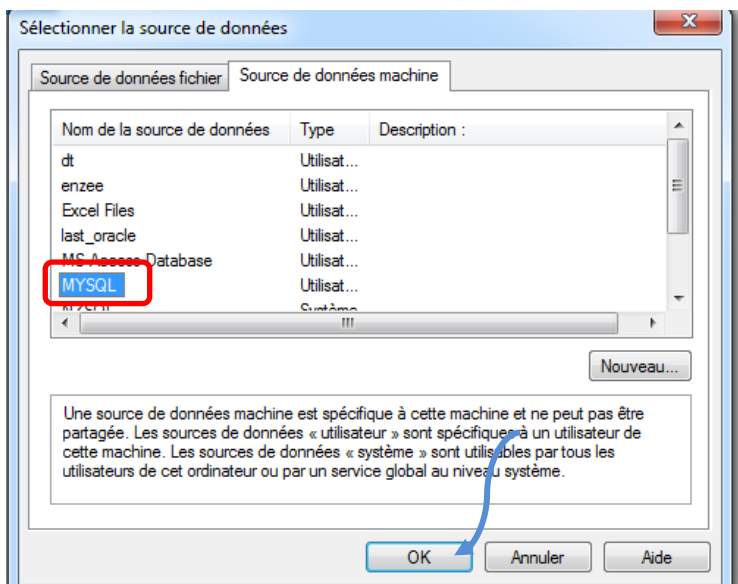 Sélectionner la source de données
Source de données fichier Source de données machine
Nom de la source de données Type Description :
dt Utilisat...
enzee Utilisat...
Excel Files Utilisat...
last_oracle Utilisat...
MS Access Database Utilisat...
MYSQL Utilisat...
NZSQL Système
Nouveau...
Une source de données machine est spécifique à cette machine et ne peut pas être
partagée. Les sources de données « utilisateur » sont spécifiques à un utilisateur de
cette machine. Les sources de données « système » sont utilisables par tous les
utilisateurs de cet ordinateur ou par un service global au niveau système.
OK Annuler Aide